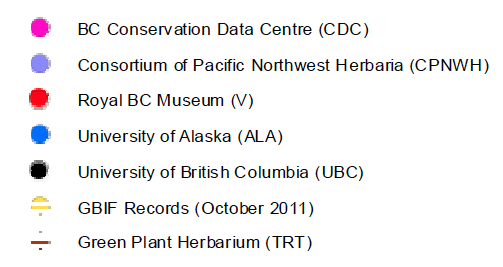 BC Conservation Data Centre (CDC)
Consortium of Pacific Northwest Herbaria (CPNWH)
Royal BC Museum (V)
University of Alaska (ALA)
University of British Columbia (UBC)
GBIF Records (October 2011)
Green Plant Herbarium (TRT)